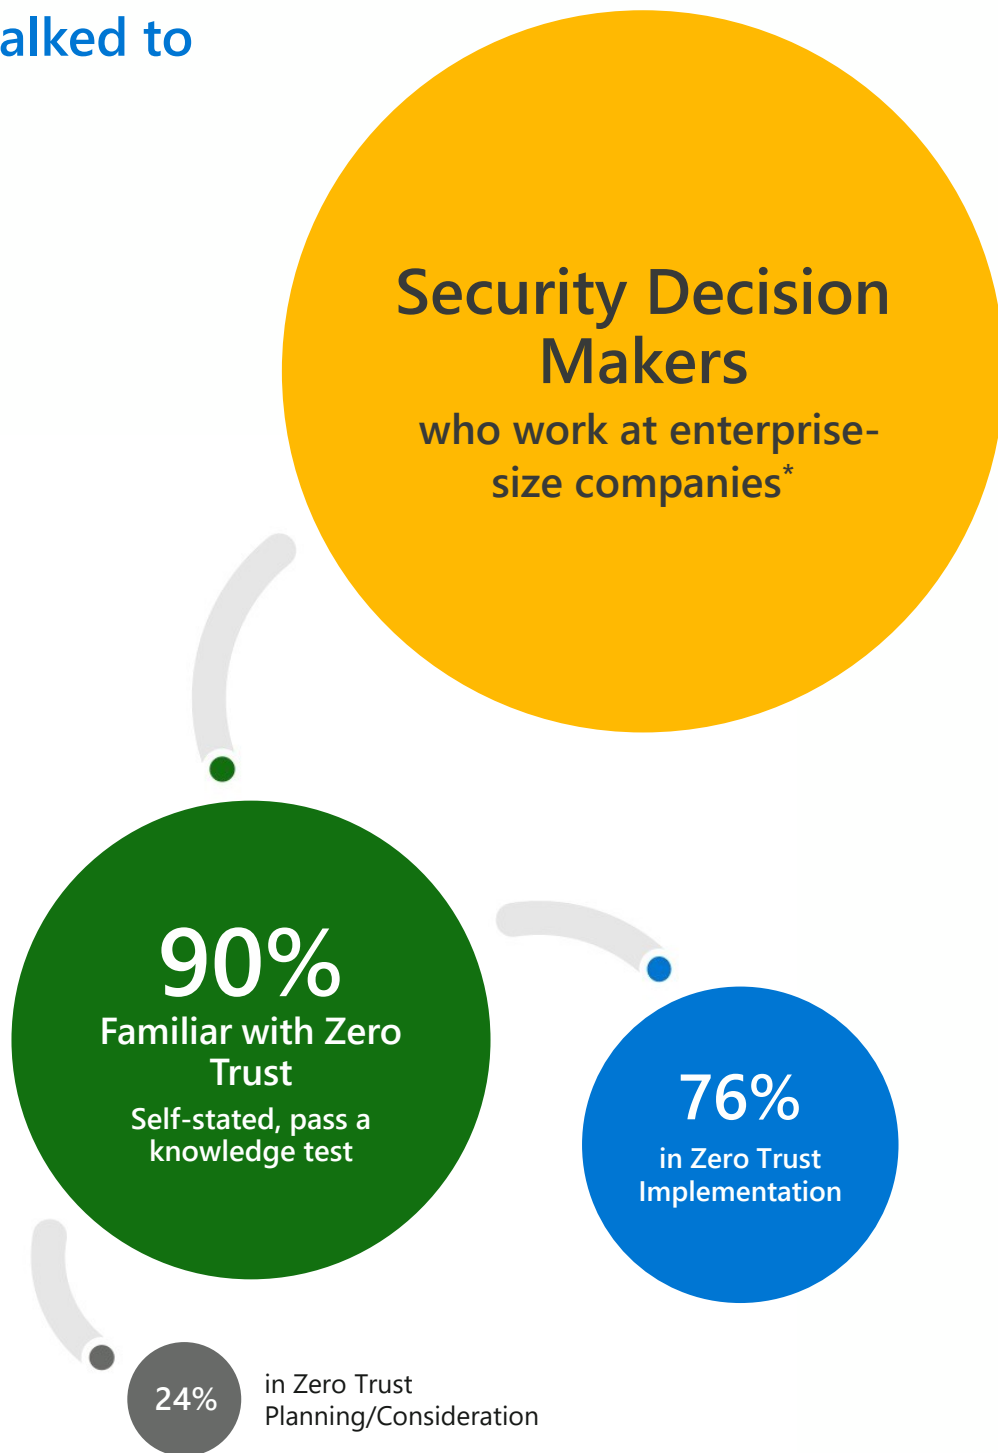 alked to
Security Decision
Makers
who work at enterprise-
size companies*
90%
Familiar with Zero
Trust
Self-stated, pass a
knowledge test
76%
in Zero Trust
Implementation
24%
in Zero Trust
Planning/Consideration